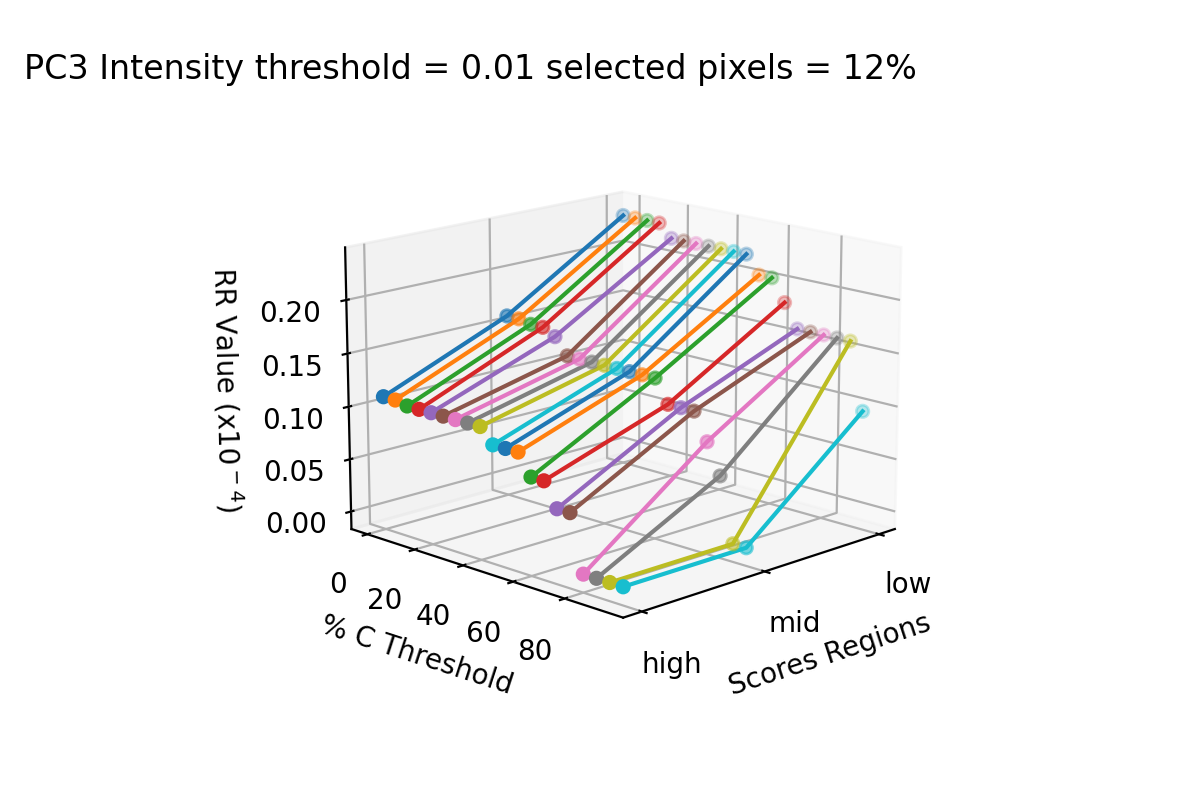 PC3 Intensity threshold = 0.01 selected pixels = 12%
RR Value (x10⁻⁴)
0.20
0.15
0.10
0.05
0.00
0
20
40
60
80
% C Threshold
low
mid
high
Scores Regions